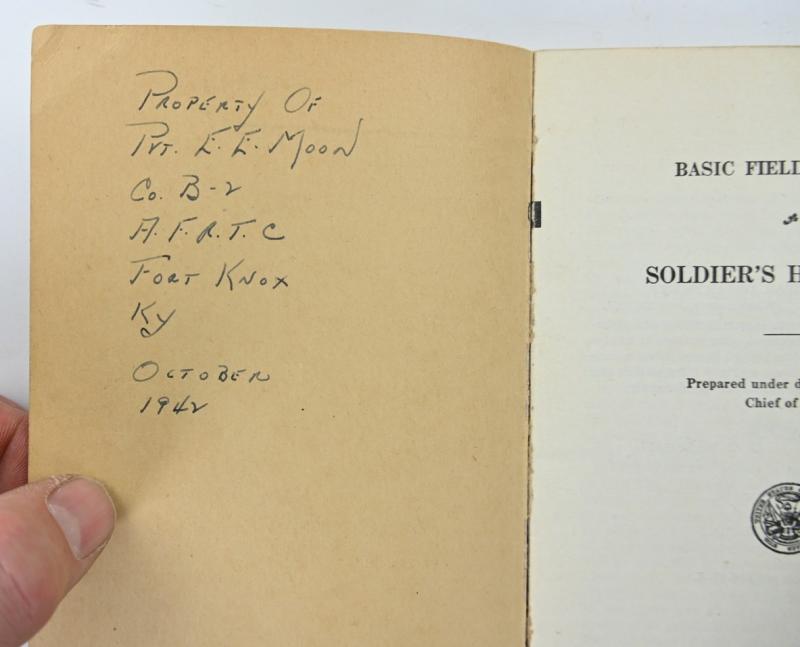 Property Of
Pvt. E. E. Moon
Co. B-2
A. F. R. T. C
Fort Knox
Ky
October
1942
BASIC FIELD
SOLDIER'S H
Prepared under d
Chief of